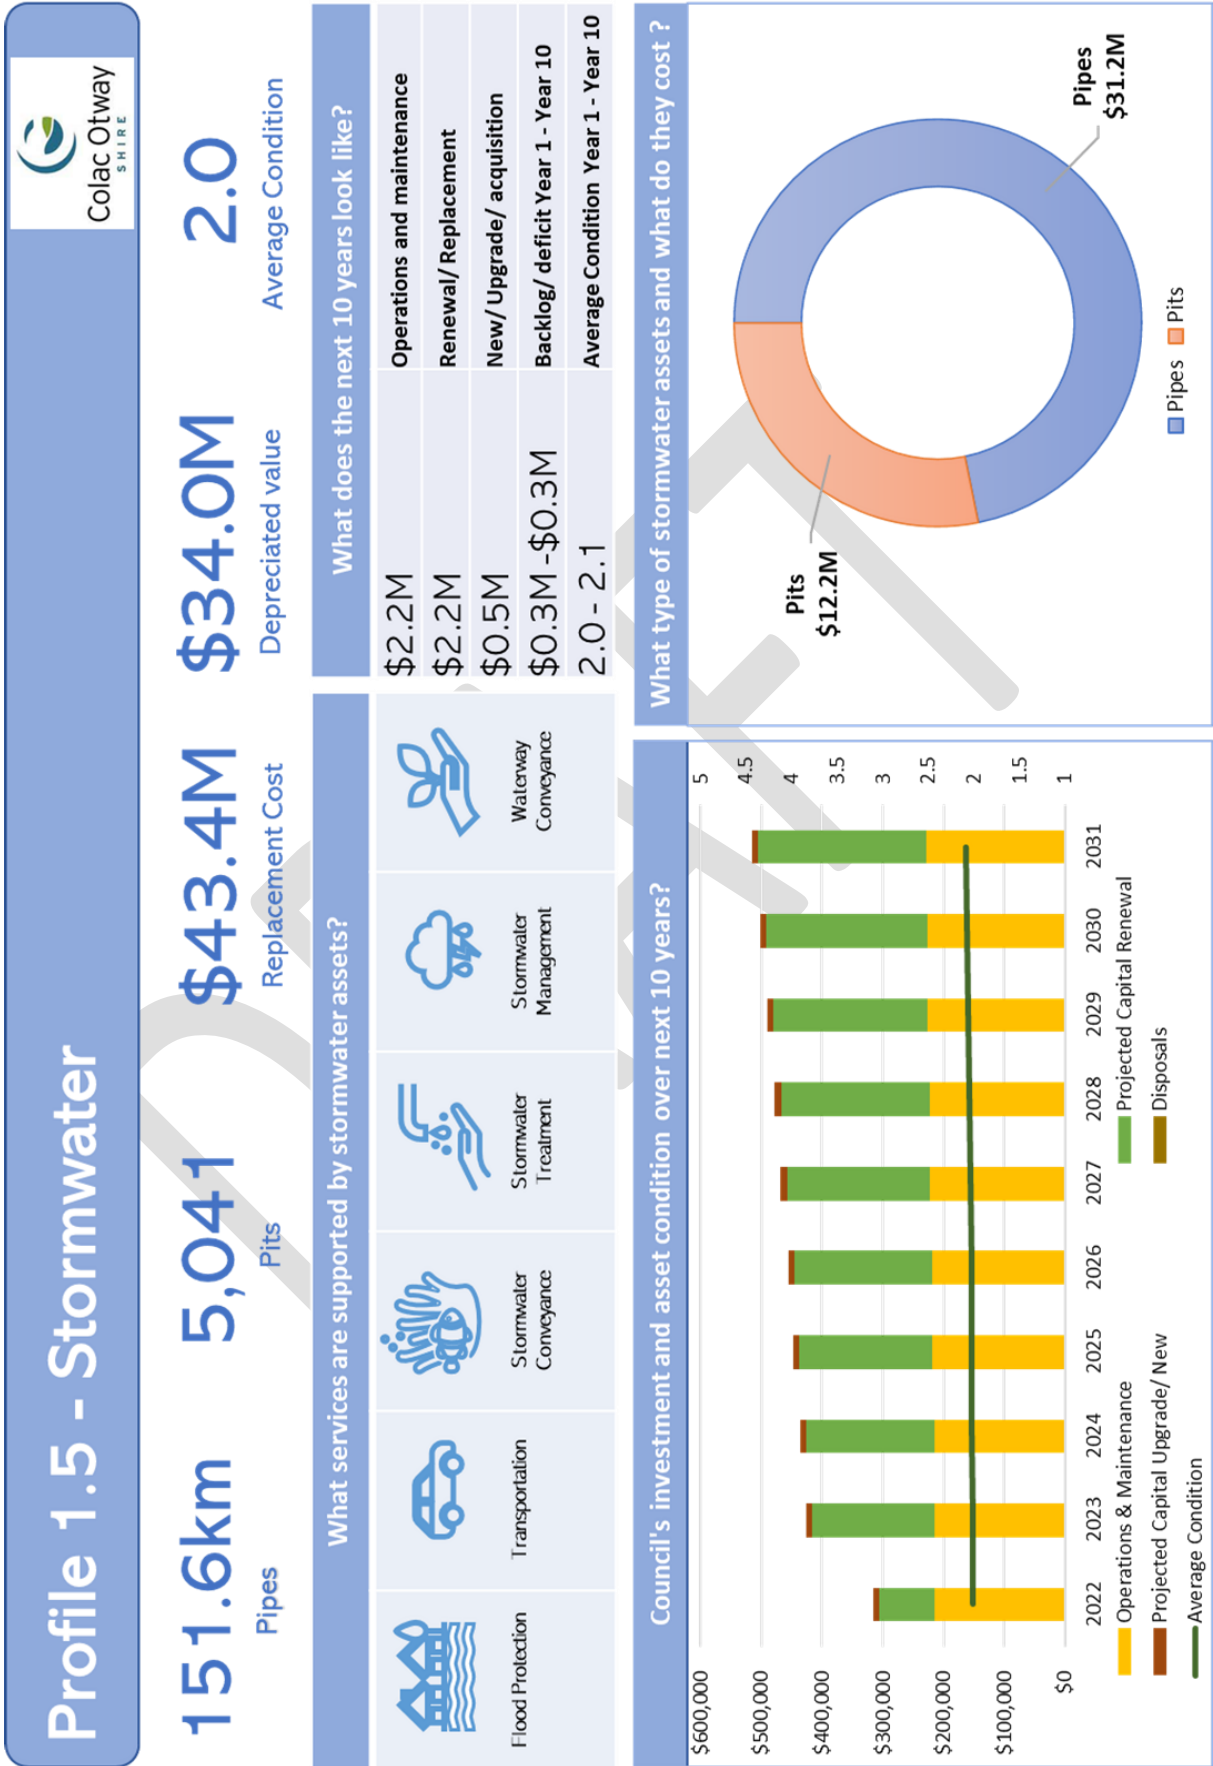 Profile 1.5 - Stormwater
Colac Otway
SHIRE
151.6km
Pipes
5,041
Pits
$43.4M
Replacement Cost
$34.0M
Depreciated value
2.0
Average Condition
What services are supported by stormwater assets?
Flood Protection
Transportation
Stormwater
Conveyance
Stormwater
Treatment
Stormwater
Management
Waterway
Conveyance
What does the next 10 years look like?
$2.2M Operations and maintenance
$2.2M Renewal/ Replacement
$0.5M New/ Upgrade/ acquisition
$0.3M -$0.3M Backlog/ deficit Year 1 - Year 10
2.0 - 2.1 Average Condition Year 1 - Year 10
Council's investment and asset condition over next 10 years?
$600,000
$500,000
$400,000
$300,000
$200,000
$100,000
$0
5
4.5
4
3.5
3
2.5
2
1.5
1
2022 2023 2024 2025 2026 2027 2028 2029 2030 2031
Operations & Maintenance Projected Capital Renewal
Projected Capital Upgrade/ New Disposals
Average Condition
What type of stormwater assets and what do they cost ?
Pits
$12.2M
Pipes
$31.2M
Pipes Pits
DRAFT